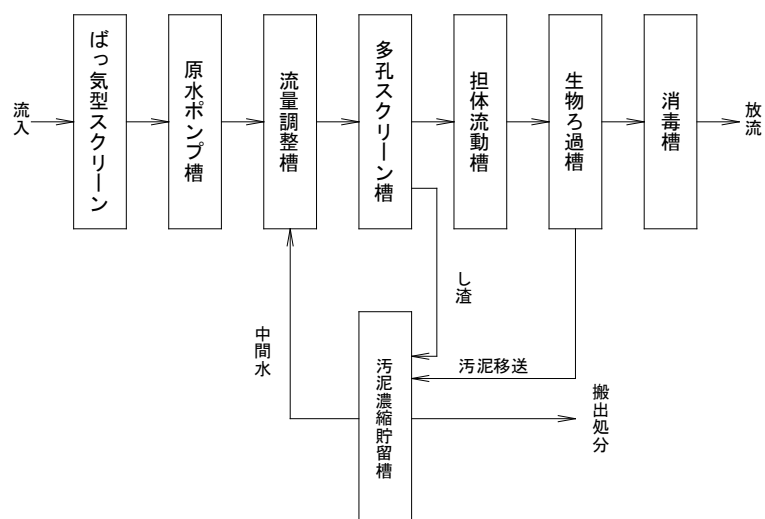 流入
ばっ気型スクリーン
原水ポンプ槽
流量調整槽
多孔スクリーン槽
担体流動槽
生物ろ過槽
消毒槽
放流
し渣
中間水
汚泥移送
汚泥濃縮貯留槽
搬出処分